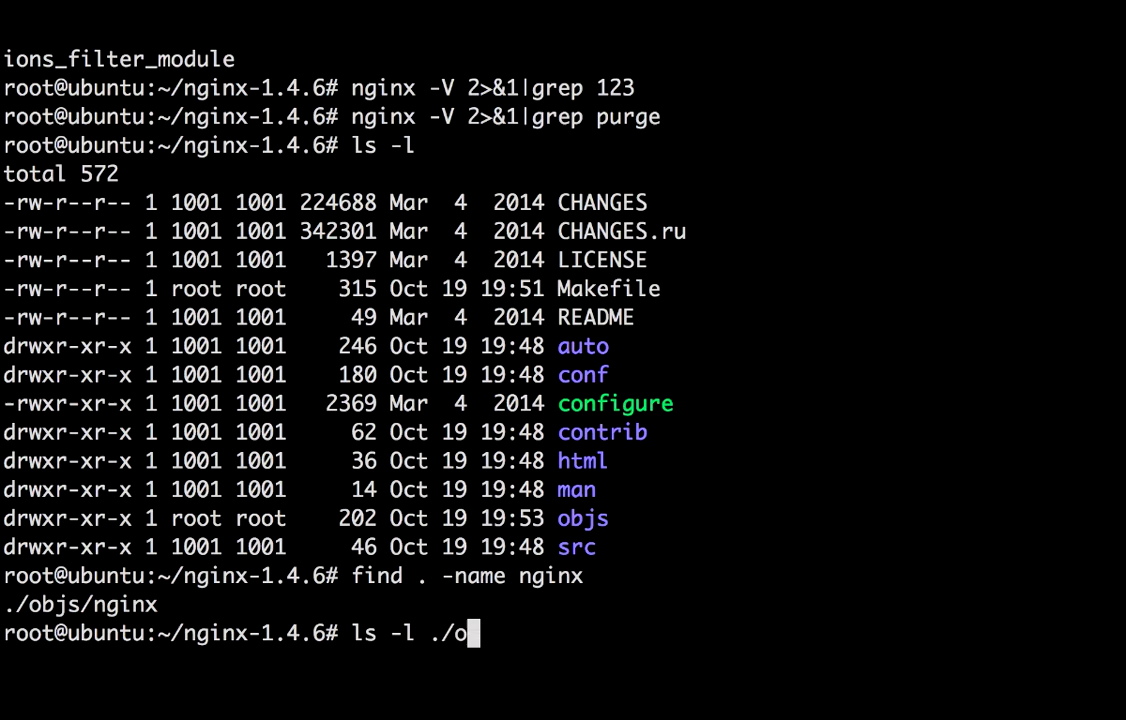 ions_filter_module
root@ubuntu:~/nginx-1.4.6# nginx -V 2>&1|grep 123
root@ubuntu:~/nginx-1.4.6# nginx -V 2>&1|grep purge
root@ubuntu:~/nginx-1.4.6# ls -l
total 572
-rw-r--r-- 1 1001 1001 224688 Mar  4  2014 CHANGES
-rw-r--r-- 1 1001 1001 342301 Mar  4  2014 CHANGES.ru
-rw-r--r-- 1 1001 1001   1397 Mar  4  2014 LICENSE
-rw-r--r-- 1 root root    315 Oct 19 19:51 Makefile
-rw-r--r-- 1 1001 1001     49 Mar  4  2014 README
drwxr-xr-x 1 1001 1001    246 Oct 19 19:48 auto
drwxr-xr-x 1 1001 1001    180 Oct 19 19:48 conf
-rwxr-xr-x 1 1001 1001   2369 Mar  4  2014 configure
drwxr-xr-x 1 1001 1001     62 Oct 19 19:48 contrib
drwxr-xr-x 1 1001 1001     36 Oct 19 19:48 html
drwxr-xr-x 1 1001 1001     14 Oct 19 19:48 man
drwxr-xr-x 1 root root    202 Oct 19 19:53 objs
drwxr-xr-x 1 1001 1001     46 Oct 19 19:48 src
root@ubuntu:~/nginx-1.4.6# find . -name nginx
./objs/nginx
root@ubuntu:~/nginx-1.4.6# ls -l ./o